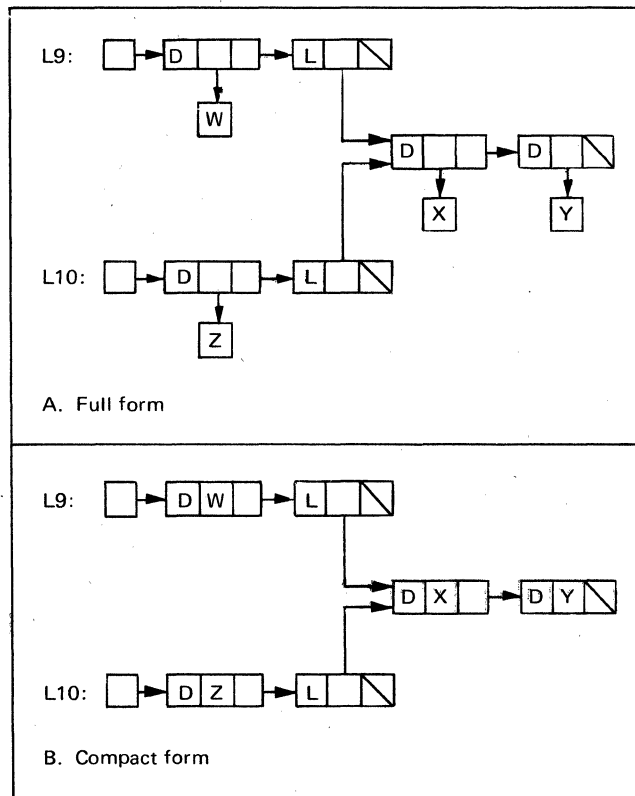 L9: D L
W
D D
X Y
L10: D L
Z
A. Full form
L9: D W L
D X D Y
L10: D Z L
B. Compact form